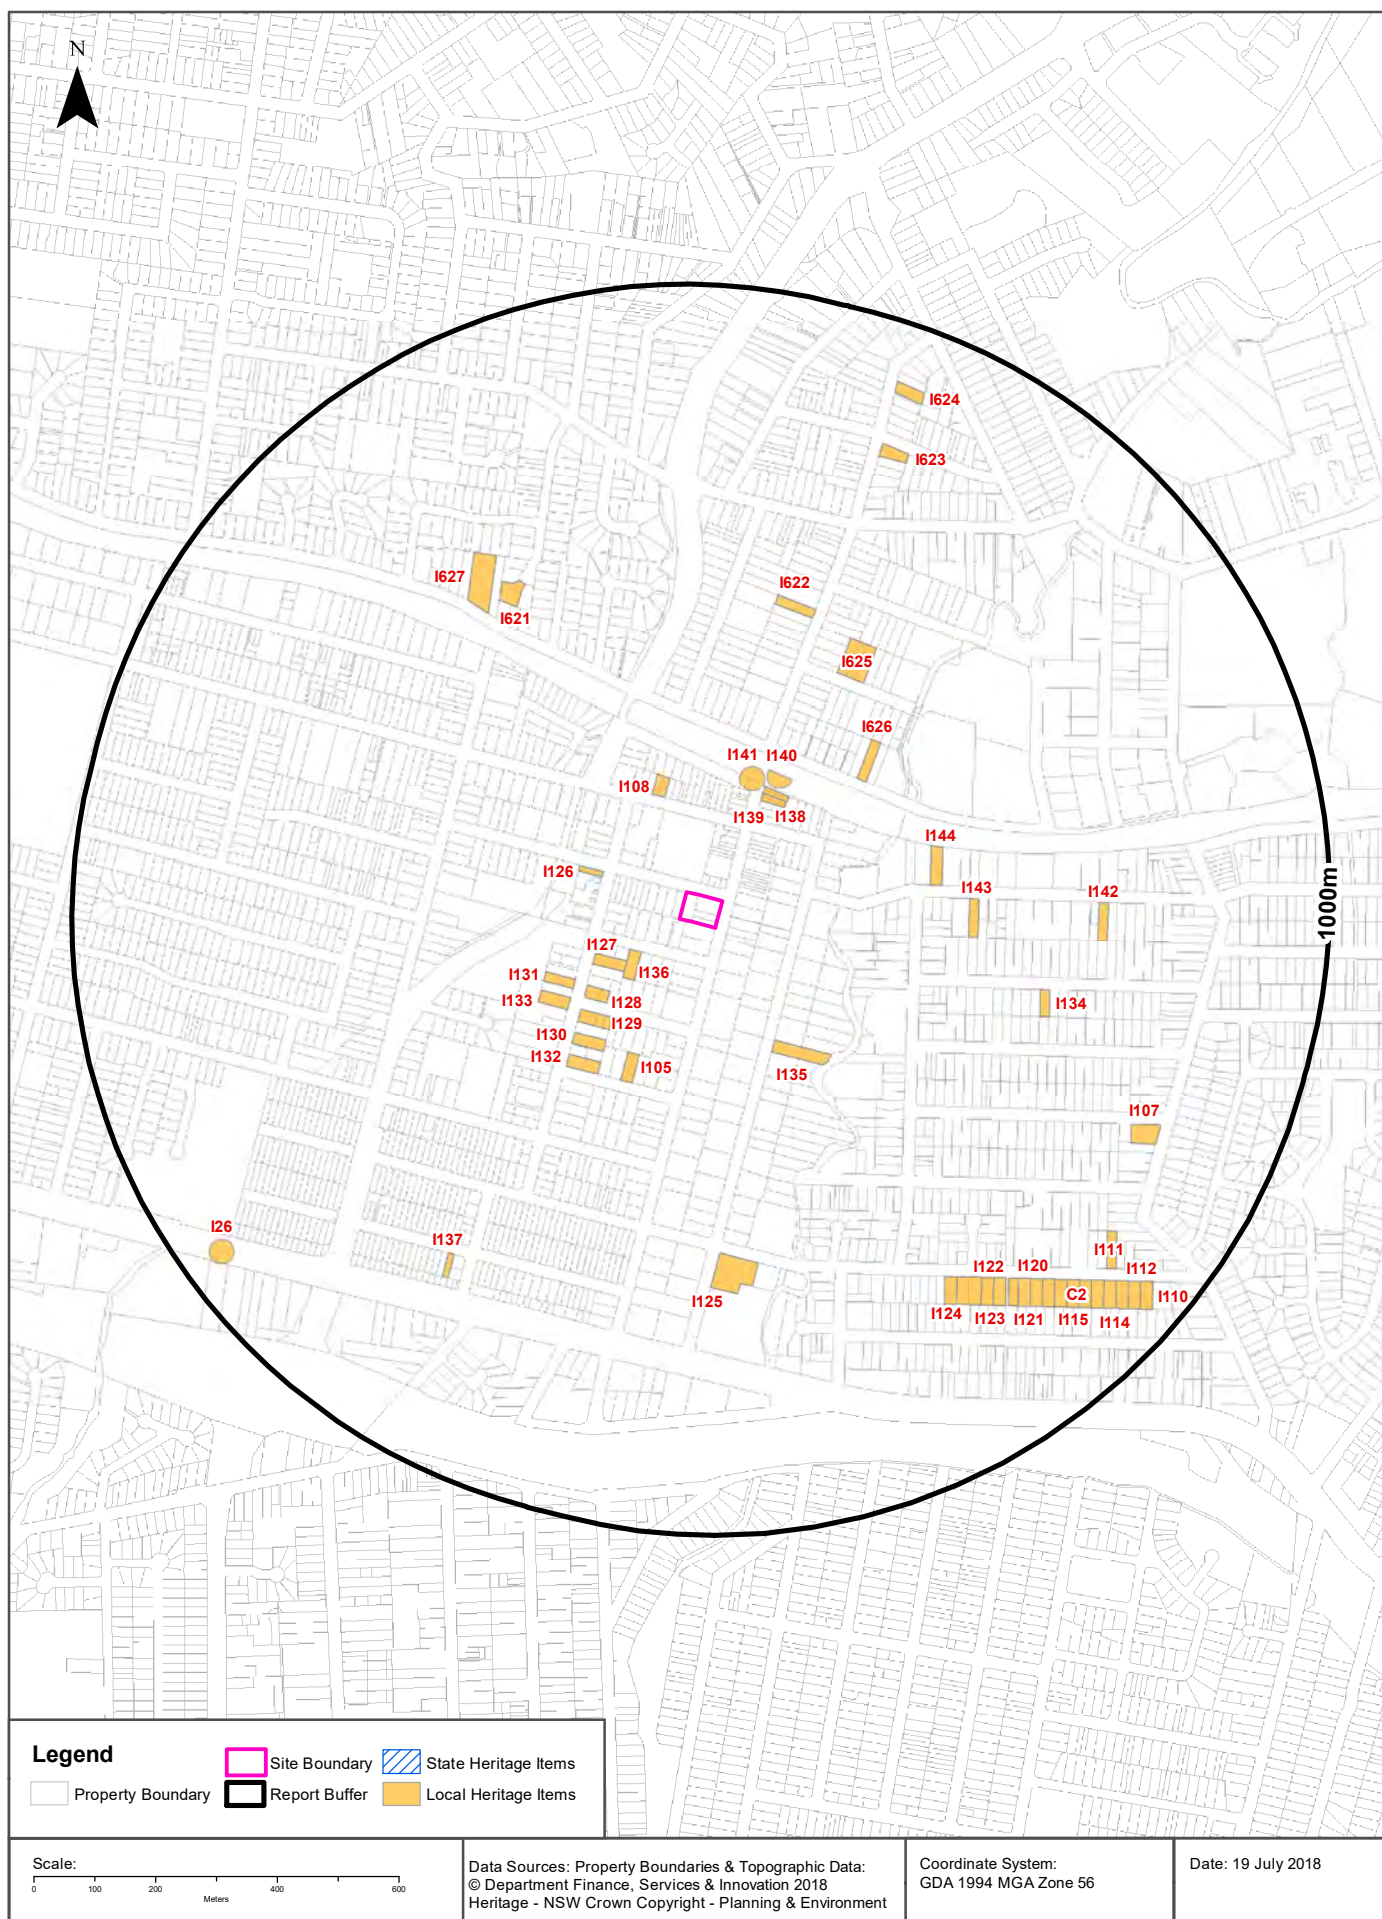 N
I624
I623
I627
I621
I622
I625
I626
I141 I140
I108
I139 I138
I144
I126
I143 I142
1000m
I127
I136
I131
I133 I128
I134
I129
I130
I132 I105
I135
I107
I26
I137
I111
I122 I120 I112
I125
C2
I110
I124 I123 I121 I115 I114
Legend
Site Boundary
State Heritage Items
Property Boundary
Report Buffer
Local Heritage Items
Scale:
0 100 200 400 600
Meters
Data Sources: Property Boundaries & Topographic Data:
© Department Finance, Services & Innovation 2018
Heritage - NSW Crown Copyright - Planning & Environment
Coordinate System:
GDA 1994 MGA Zone 56
Date: 19 July 2018